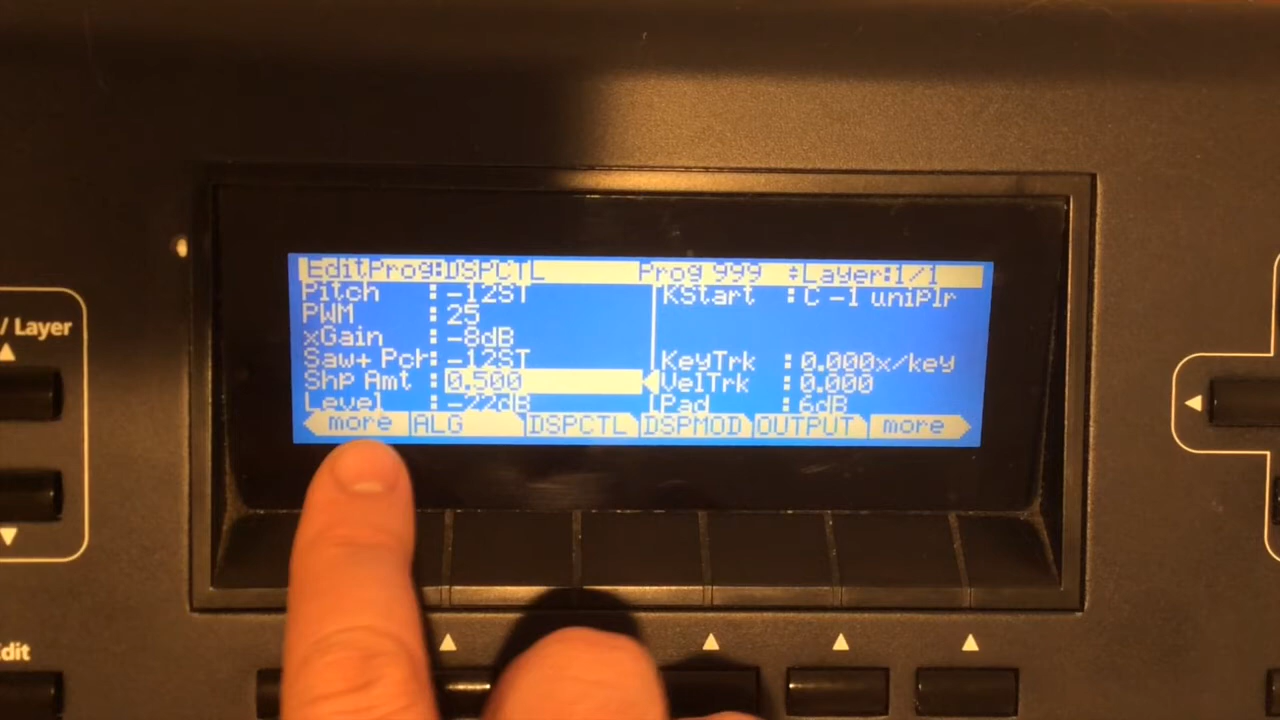 EditProg:DSPCTL Prog 999 ÷Layer:1/1
Pitch :-12ST KStart :C -1 uniPlr
PWM :25
xGain :-8dB
Saw+ Pch:-12ST KeyTrk :0.000x/key
Shp Amt :0.500 VelTrk :0.000
Level :-22dB Pad :6dB
more ALG DSPCTL DSPMOD OUTPUT more
/ Layer
dit